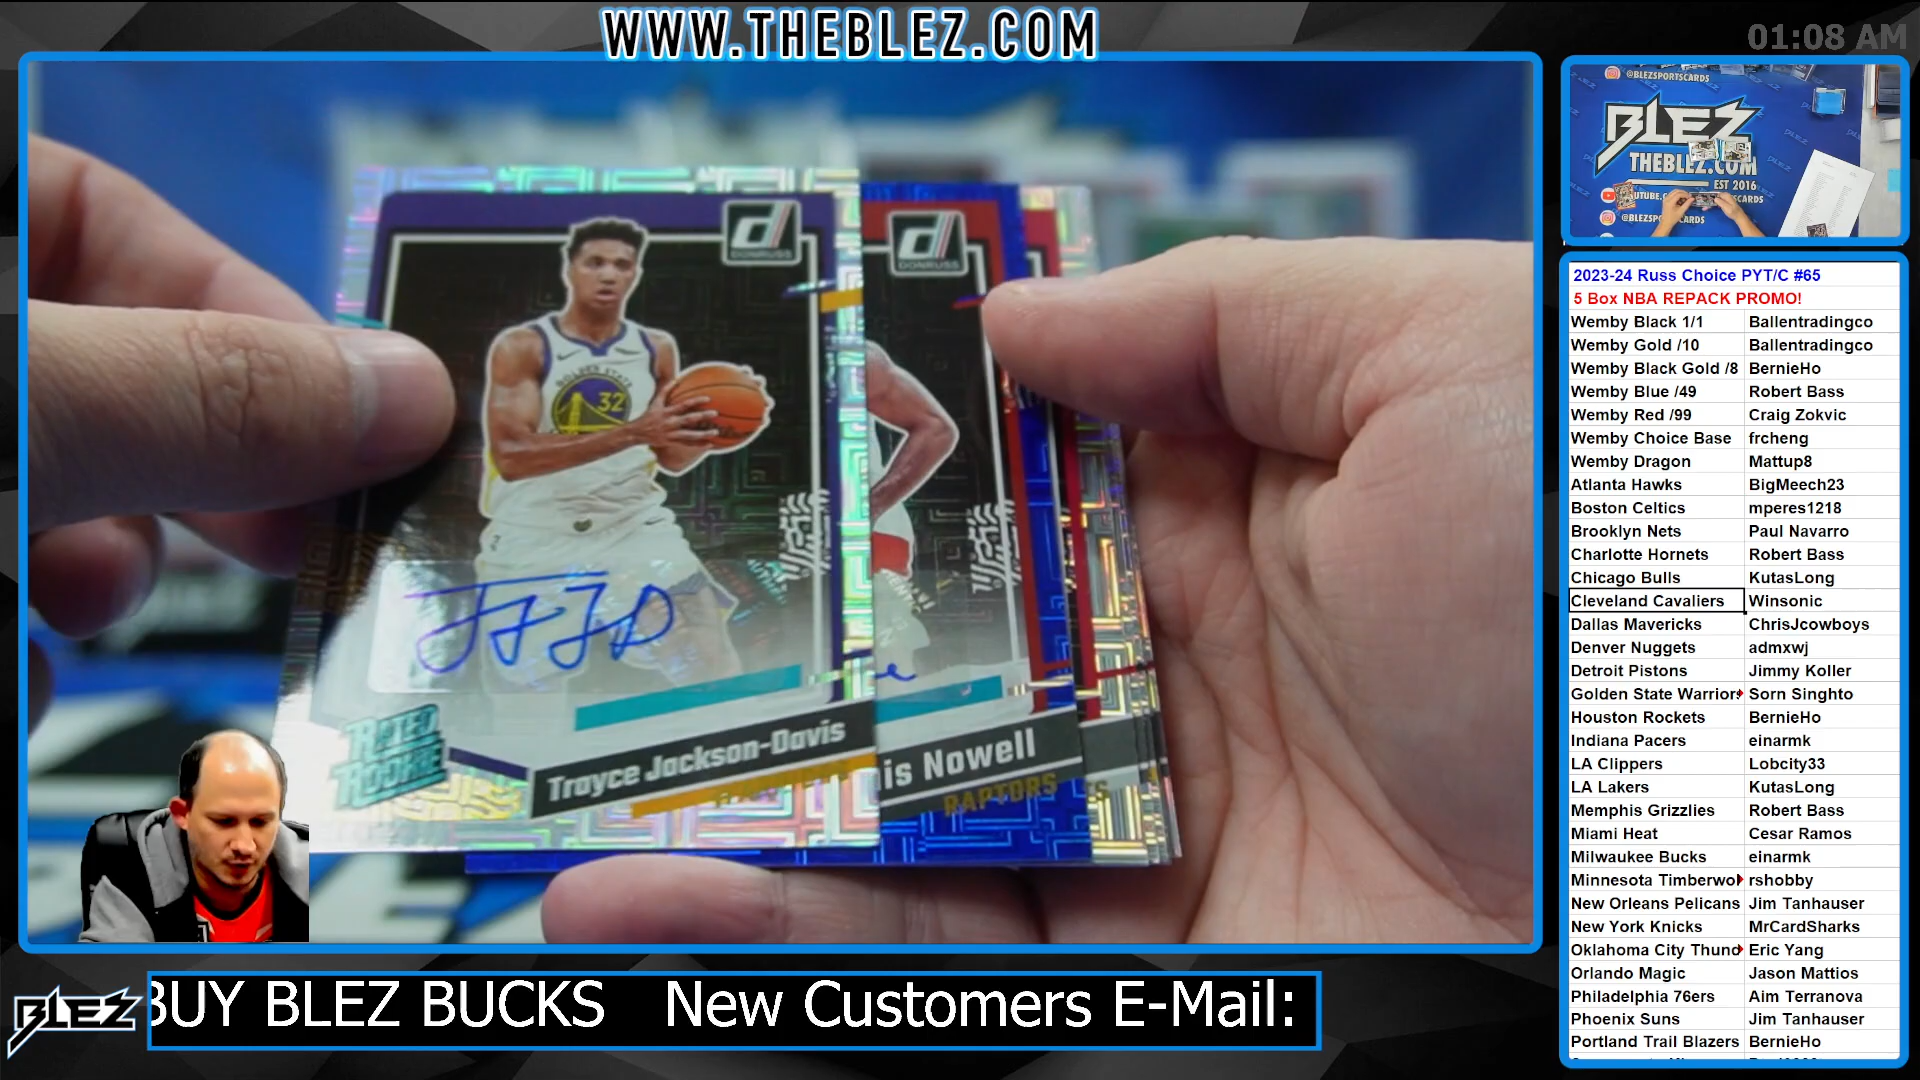 WWW.THEBLEZ.COM
01:08 AM
@BLEZSPORTSCARDS
BLEZ
THEBLEZ.COM
EST 2016
@BLEZSPORTSCARDS
DONRUSS
DONRUSS
GOLDEN STATE
32
RATED
ROOKIE
Trayce Jackson-Davis
is Nowell
RAPTORS
2023-24 Russ Choice PYT/C #65
5 Box NBA REPACK PROMO!
Wemby Black 1/1 Ballentradingco
Wemby Gold /10 Ballentradingco
Wemby Black Gold /8 BernieHo
Wemby Blue /49 Robert Bass
Wemby Red /99 Craig Zokvic
Wemby Choice Base frcheng
Wemby Dragon Mattup8
Atlanta Hawks BigMeech23
Boston Celtics mperes1218
Brooklyn Nets Paul Navarro
Charlotte Hornets Robert Bass
Chicago Bulls KutasLong
Cleveland Cavaliers Winsonic
Dallas Mavericks ChrisJcowboys
Denver Nuggets admxwj
Detroit Pistons Jimmy Koller
Golden State Warriors Sorn Singhto
Houston Rockets BernieHo
Indiana Pacers einarmk
LA Clippers Lobcity33
LA Lakers KutasLong
Memphis Grizzlies Robert Bass
Miami Heat Cesar Ramos
Milwaukee Bucks einarmk
Minnesota Timberwol rshobby
New Orleans Pelicans Jim Tanhauser
New York Knicks MrCardSharks
Oklahoma City Thund Eric Yang
Orlando Magic Jason Mattios
Philadelphia 76ers Aim Terranova
Phoenix Suns Jim Tanhauser
Portland Trail Blazers BernieHo
BLEZ
BUY BLEZ BUCKS New Customers E-Mail: